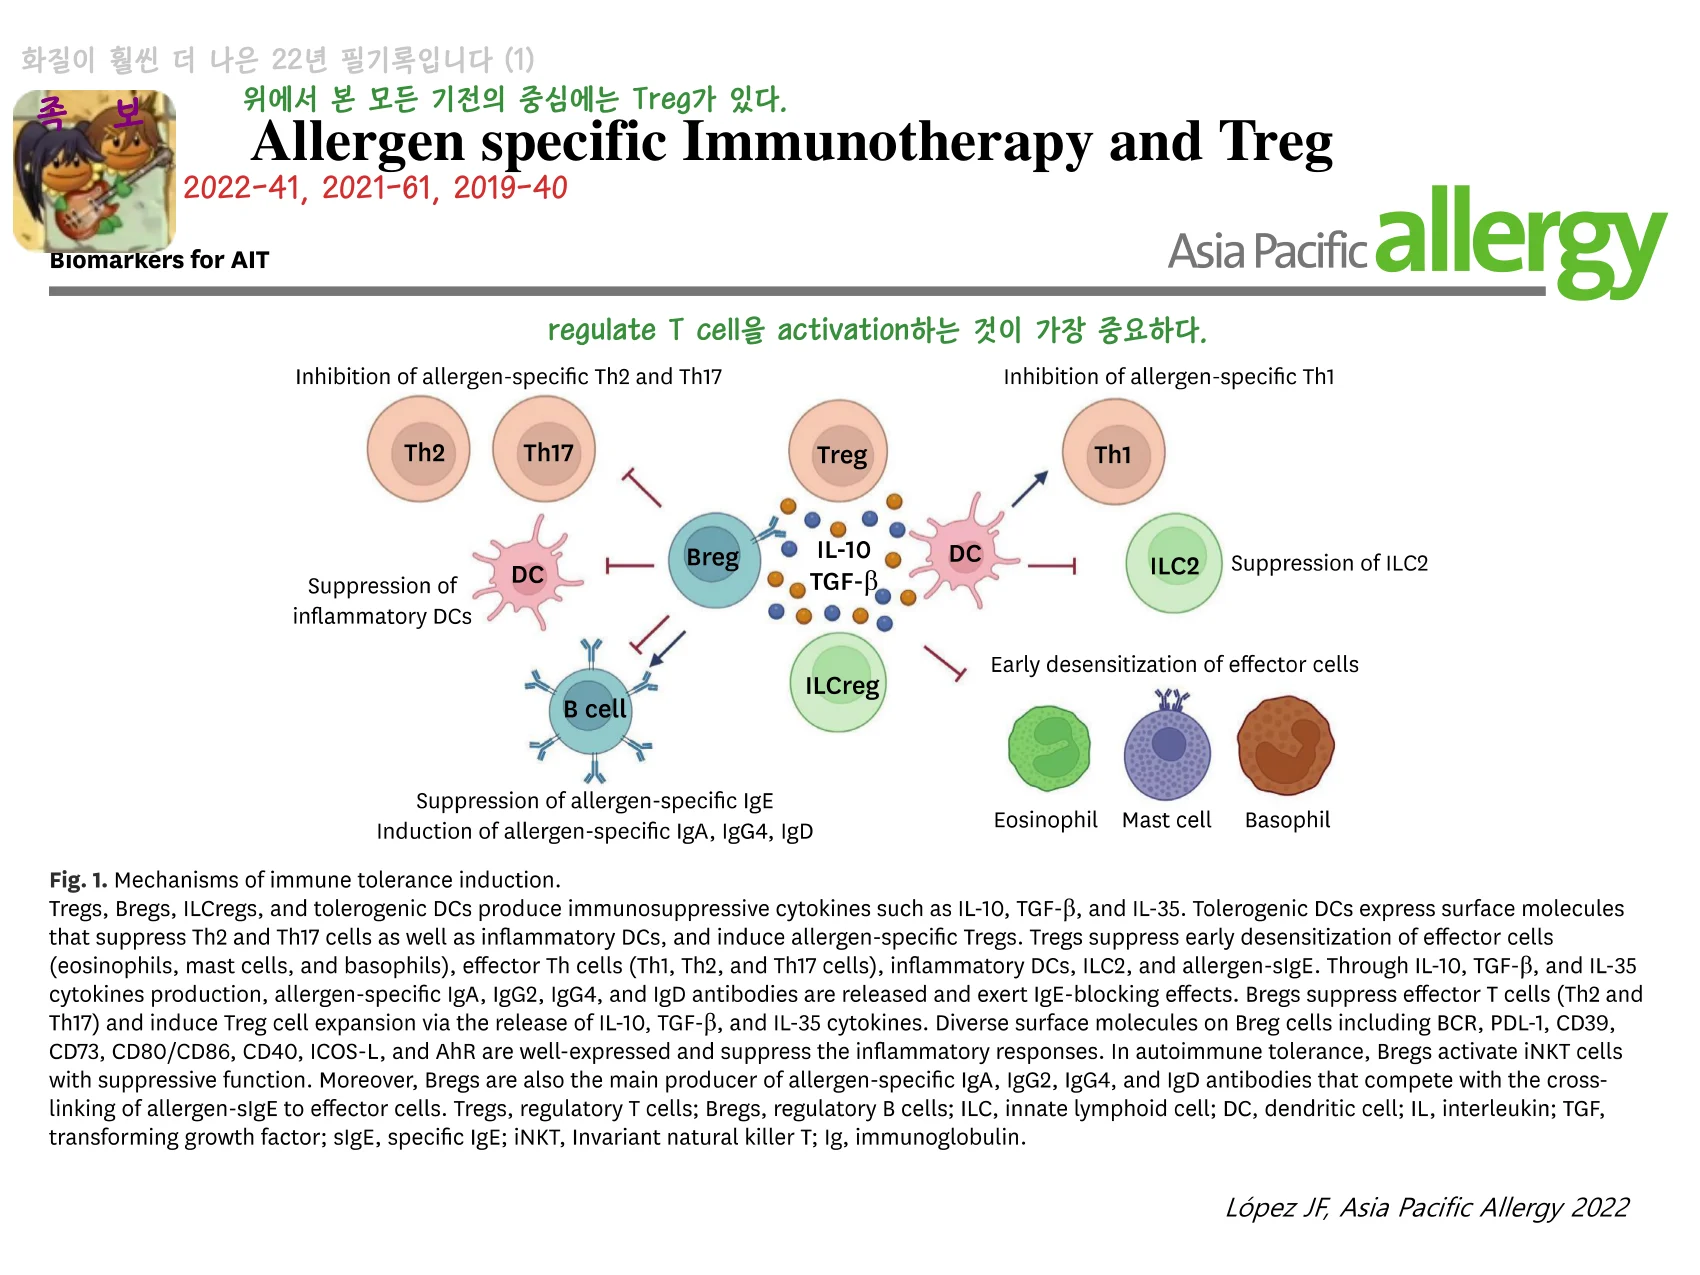 화질이 훨씬 더 나은 22년 필기록입니다 (1)
족 보
위에서 본 모든 기전의 중심에는 Treg가 있다.
Allergen specific Immunotherapy and Treg
2022-41, 2021-61, 2019-40
Asia Pacific allergy
Biomarkers for AIT
regulate T cell을 activation하는 것이 가장 중요하다.
Inhibition of allergen-specific Th2 and Th17
Inhibition of allergen-specific Th1
Th2
Th17
Treg
Th1
Breg
IL-10
TGF-β
DC
ILC2
Suppression of ILC2
DC
Suppression of
inflammatory DCs
B cell
ILCreg
Early desensitization of effector cells
Eosinophil
Mast cell
Basophil
Suppression of allergen-specific IgE
Induction of allergen-specific IgA, IgG4, IgD
Fig. 1. Mechanisms of immune tolerance induction.
Tregs, Bregs, ILCregs, and tolerogenic DCs produce immunosuppressive cytokines such as IL-10, TGF-β, and IL-35. Tolerogenic DCs express surface molecules
that suppress Th2 and Th17 cells as well as inflammatory DCs, and induce allergen-specific Tregs. Tregs suppress early desensitization of effector cells
(eosinophils, mast cells, and basophils), effector Th cells (Th1, Th2, and Th17 cells), inflammatory DCs, ILC2, and allergen-sIgE. Through IL-10, TGF-β, and IL-35
cytokines production, allergen-specific IgA, IgG2, IgG4, and IgD antibodies are released and exert IgE-blocking effects. Bregs suppress effector T cells (Th2 and
Th17) and induce Treg cell expansion via the release of IL-10, TGF-β, and IL-35 cytokines. Diverse surface molecules on Breg cells including BCR, PDL-1, CD39,
CD73, CD80/CD86, CD40, ICOS-L, and AhR are well-expressed and suppress the inflammatory responses. In autoimmune tolerance, Bregs activate iNKT cells
with suppressive function. Moreover, Bregs are also the main producer of allergen-specific IgA, IgG2, IgG4, and IgD antibodies that compete with the cross-
linking of allergen-sIgE to effector cells. Tregs, regulatory T cells; Bregs, regulatory B cells; ILC, innate lymphoid cell; DC, dendritic cell; IL, interleukin; TGF,
transforming growth factor; sIgE, specific IgE; iNKT, Invariant natural killer T; Ig, immunoglobulin.
López JF, Asia Pacific Allergy 2022